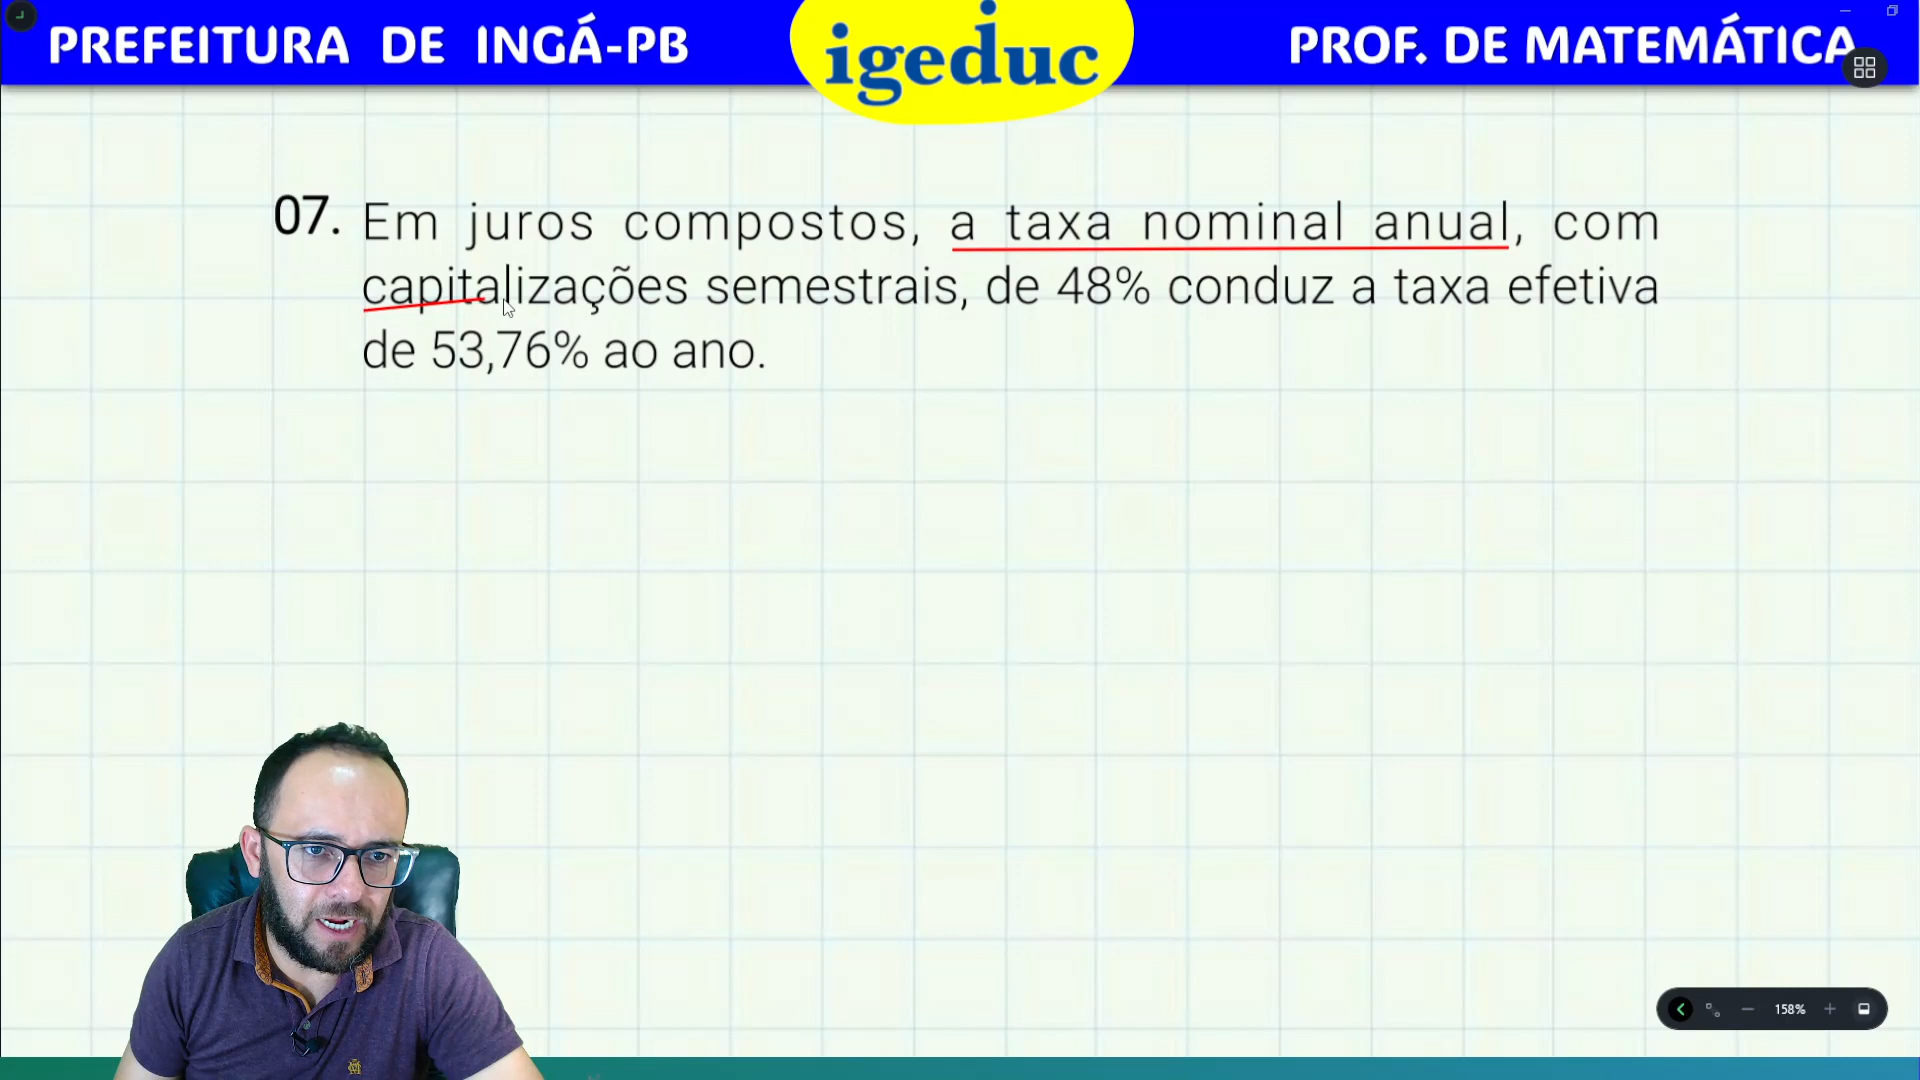 PREFEITURA DE INGÁ-PB
igeduc
PROF. DE MATEMÁTICA
07. Em juros compostos, a taxa nominal anual, com
capitalizações semestrais, de 48% conduz a taxa efetiva
de 53,76% ao ano.
158%